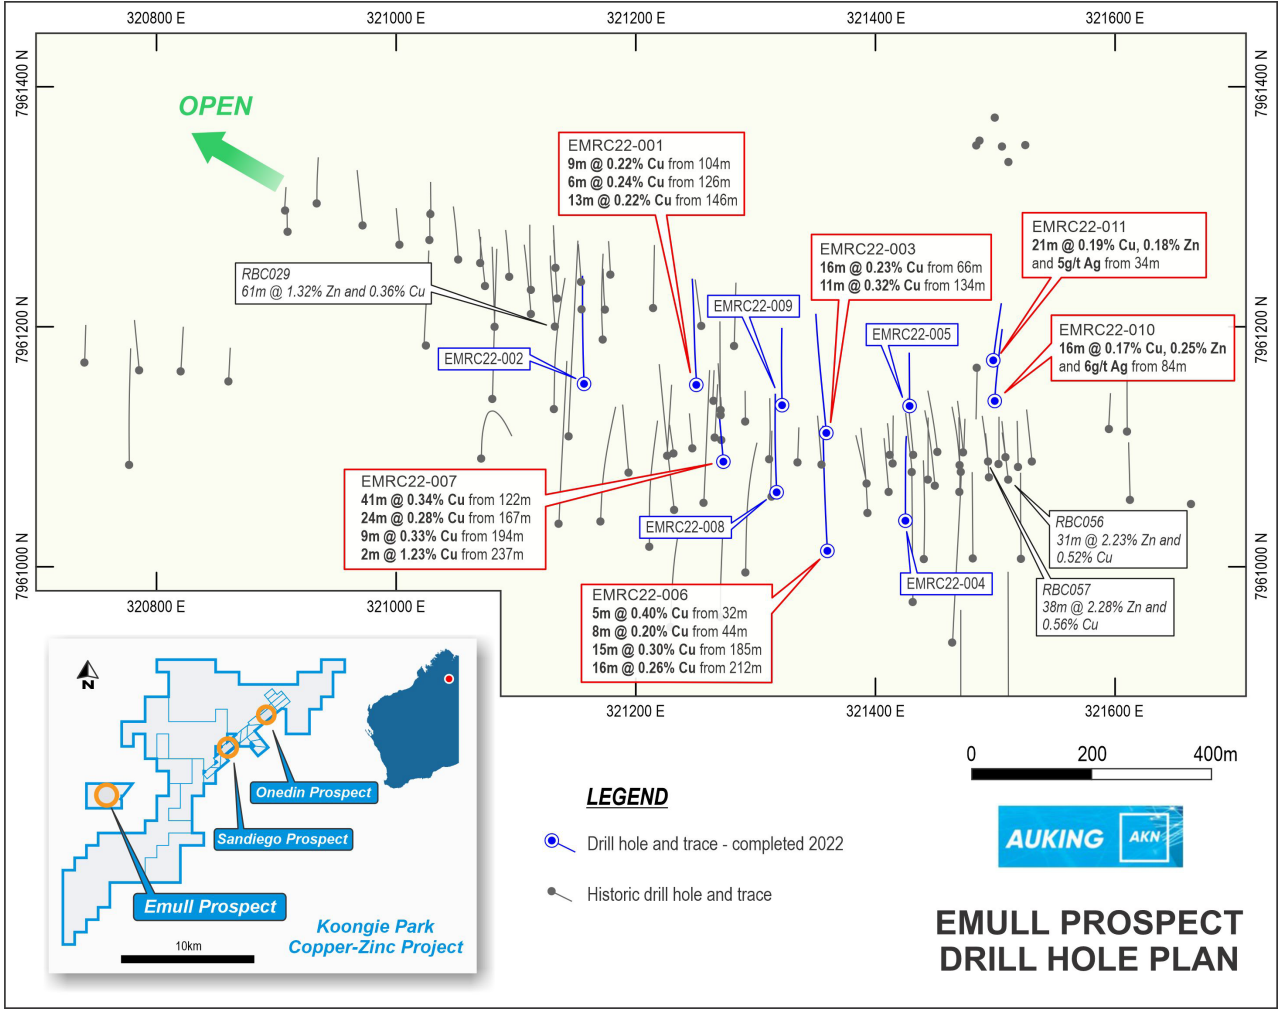 320800 E
321000 E
321200 E
321400 E
321600 E
7961400 N
7961400 N
OPEN
EMRC22-001
9m @ 0.22% Cu from 104m
6m @ 0.24% Cu from 126m
13m @ 0.22% Cu from 146m
EMRC22-011
21m @ 0.19% Cu, 0.18% Zn
and 5g/t Ag from 34m
EMRC22-003
16m @ 0.23% Cu from 66m
11m @ 0.32% Cu from 134m
RBC029
61m @ 1.32% Zn and 0.36% Cu
EMRC22-009
7961200 N
7961200 N
EMRC22-010
16m @ 0.17% Cu, 0.25% Zn
and 6g/t Ag from 84m
EMRC22-005
EMRC22-002
EMRC22-007
41m @ 0.34% Cu from 122m
24m @ 0.28% Cu from 167m
9m @ 0.33% Cu from 194m
2m @ 1.23% Cu from 237m
EMRC22-008
RBC056
31m @ 2.23% Zn and
0.52% Cu
7961000 N
7961000 N
EMRC22-004
RBC057
38m @ 2.28% Zn and
0.56% Cu
EMRC22-006
5m @ 0.40% Cu from 32m
8m @ 0.20% Cu from 44m
15m @ 0.30% Cu from 185m
16m @ 0.26% Cu from 212m
320800 E
321000 E
321200 E
321400 E
321600 E
N
Onedin Prospect
Sandiego Prospect
Emull Prospect
Koongie Park
Copper-Zinc Project
10km
0
200
400m
LEGEND
Drill hole and trace - completed 2022
Historic drill hole and trace
AUKING
AKN
EMULL PROSPECT
DRILL HOLE PLAN